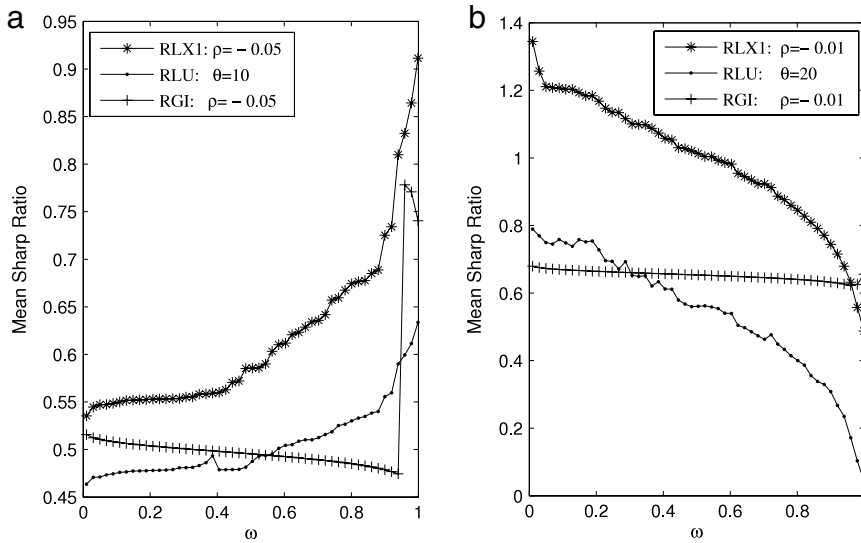 a
0.95
0.9
0.85
0.8
0.75
0.7
0.65
0.6
0.55
0.5
0.45
Mean Sharp Ratio
RLX1: ρ= − 0.05
RLU: θ=10
RGI: ρ= − 0.05
0 0.2 0.4 0.6 0.8 1
ω
b
1.4
1.2
1
0.8
0.6
0.4
0.2
0
Mean Sharp Ratio
RLX1: ρ= − 0.01
RLU: θ=20
RGI: ρ= − 0.01
0 0.2 0.4 0.6 0.8
ω